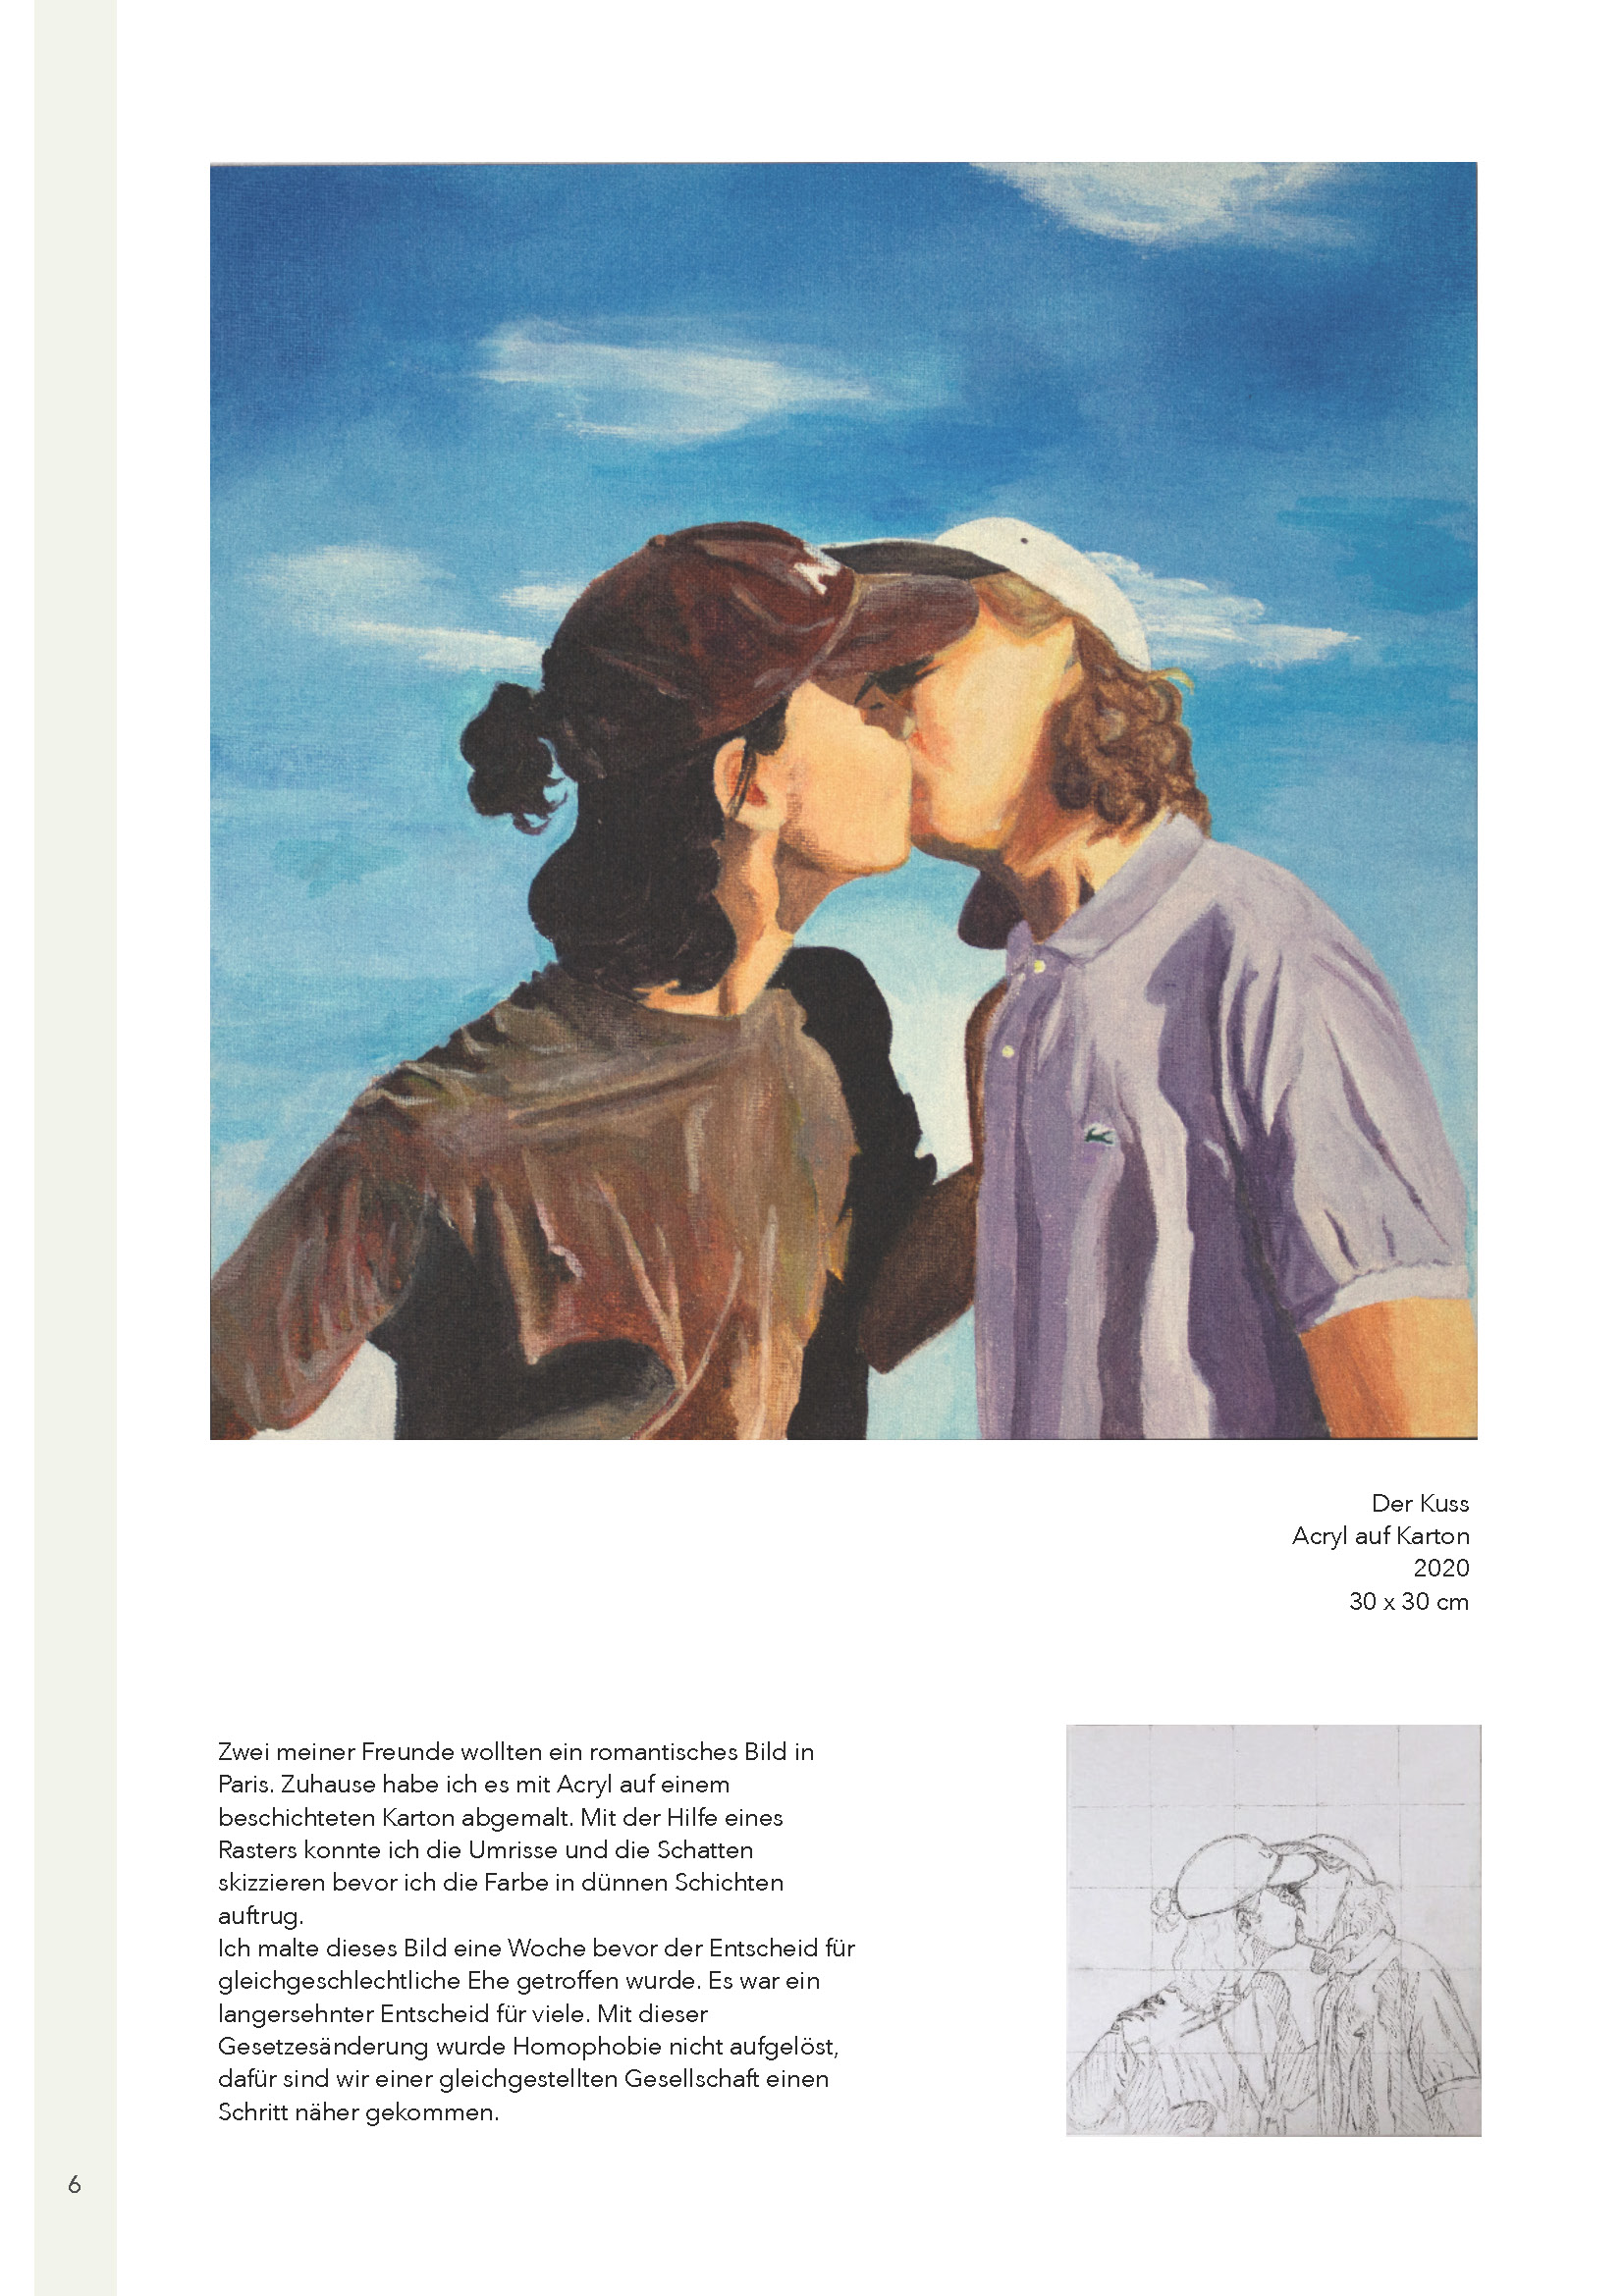 Der Kuss
Acryl auf Karton
2020
30 x 30 cm
Zwei meiner Freunde wollten ein romantisches Bild in
Paris. Zuhause habe ich es mit Acryl auf einem
beschichteten Karton abgemalt. Mit der Hilfe eines
Rasters konnte ich die Umrisse und die Schatten
skizzieren bevor ich die Farbe in dünnen Schichten
auftrug.
Ich malte dieses Bild eine Woche bevor der Entscheid für
gleichgeschlechtliche Ehe getroffen wurde. Es war ein
langersehnter Entscheid für viele. Mit dieser
Gesetzesänderung wurde Homophobie nicht aufgelöst,
dafür sind wir einer gleichgestellten Gesellschaft einen
Schritt näher gekommen.
6